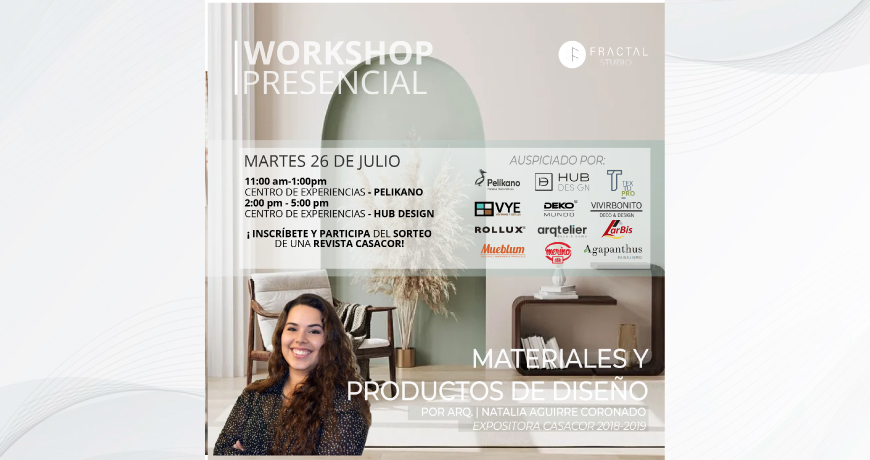 WORKSHOP
PRESENCIAL
FRACTAL
STUDIO
MARTES 26 DE JULIO
11:00 am-1:00pm
CENTRO DE EXPERIENCIAS - PELIKANO
2:00 pm - 5:00 pm
CENTRO DE EXPERIENCIAS - HUB DESIGN
¡ INSCRÍBETE Y PARTICIPA DEL SORTEO
DE UNA REVISTA CASACOR!
AUSPICIADO POR:
Pelikano
HUB
DESIGN
TEXTIL
PRO
VYE
DEKO
MUNDO
VIVIRBONITO
DECO & DESIGN
ROLLUX
arqtelier
LarBis
Mueblum
merino
Agapanthus
MATERIALES Y
PRODUCTOS DE DISEÑO
POR ARQ. | NATALIA AGUIRRE CORONADO
EXPOSITORA CASACOR 2018-2019